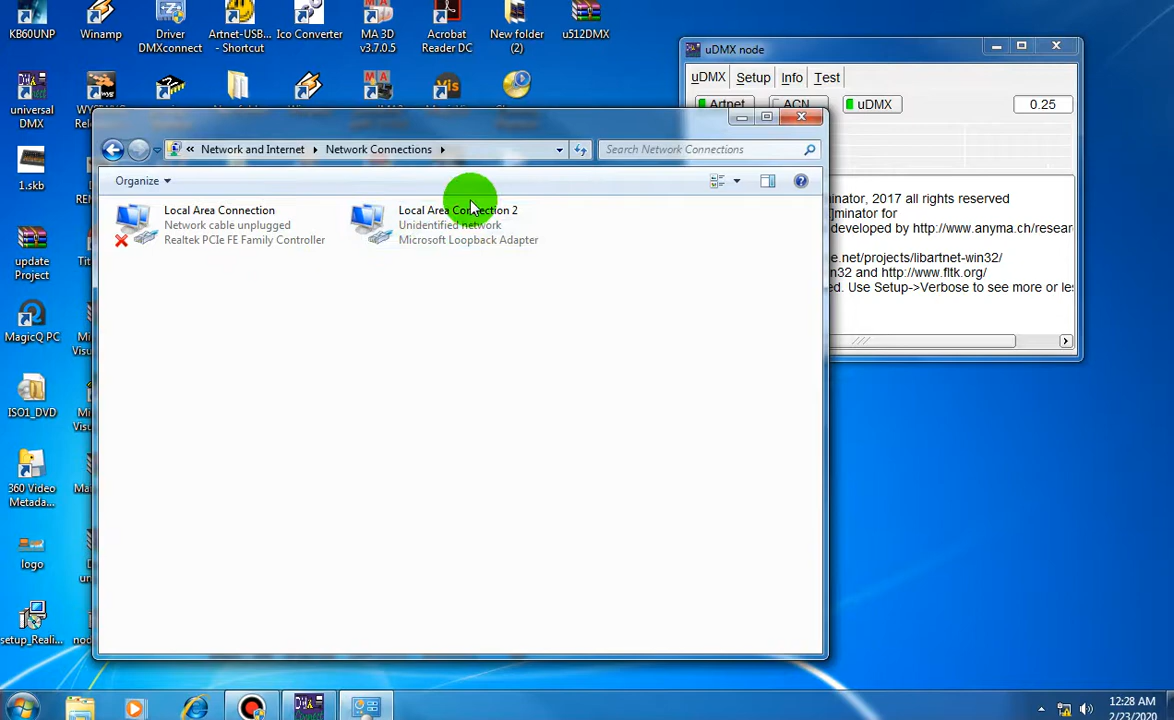 KB60UNP
Winamp
Driver
DMXconnect
Artnet-USB...
- Shortcut
Ico Converter
MA 3D
v3.7.0.5
Acrobat
Reader DC
New folder
(2)
u512DMX
universal
DMX
1.skb
update
Project
MagicQ PC
ISO1_DVD
360 Video
Metada...
logo
setup_Reali...
uDMX node
uDMX
Setup
Info
Test
Artnet
ACN
uDMX
0.25
minator, 2017 all rights reserved
]minator for
developed by http://www.anyma.ch/resear
e.net/projects/libartnet-win32/
n32 and http://www.fltk.org/
ed. Use Setup->Verbose to see more or le
« Network and Internet
Network Connections
Search Network Connections
Organize
Local Area Connection
Network cable unplugged
Realtek PCIe FE Family Controller
Local Area Connection 2
Unidentified network
Microsoft Loopback Adapter
12:28 AM
2/23/2020